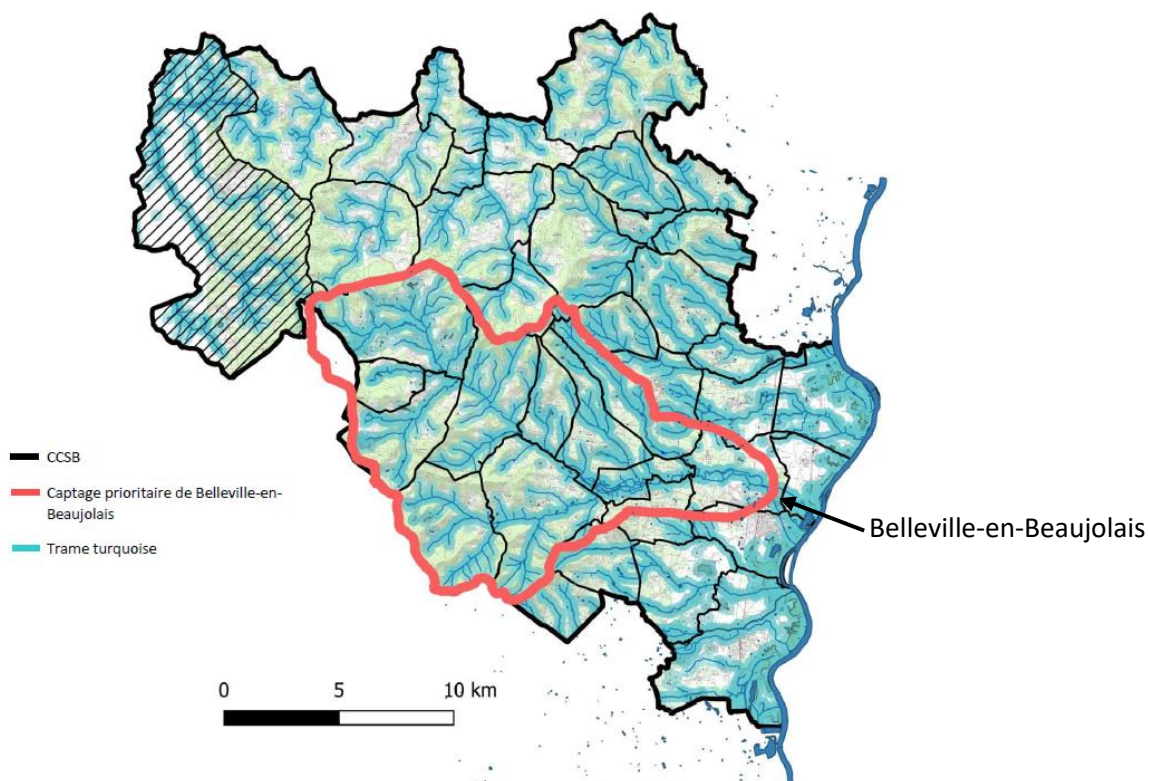 CCSB
Captage prioritaire de Belleville-en-
Beaujolais
Trame turquoise
Belleville-en-Beaujolais
0 5 10 km